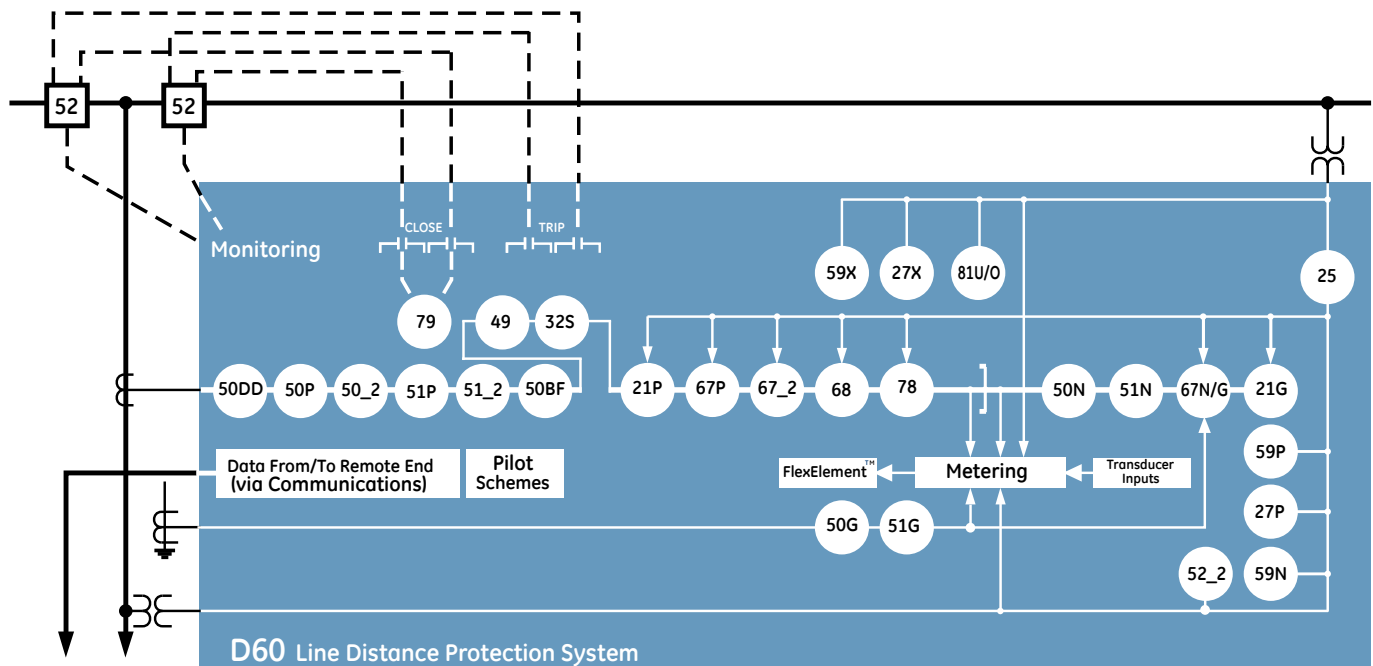 52
52
CLOSE
TRIP
Monitoring
59X
27X
81U/O
25
79
49
32S
50DD
50P
50_2
51P
51_2
50BF
21P
67P
67_2
68
78
50N
51N
67N/G
21G
59P
Data From/To Remote End
(via Communications)
Pilot
Schemes
FlexElement™
Metering
Transducer
Inputs
27P
50G
51G
52_2
59N
D60 Line Distance Protection System